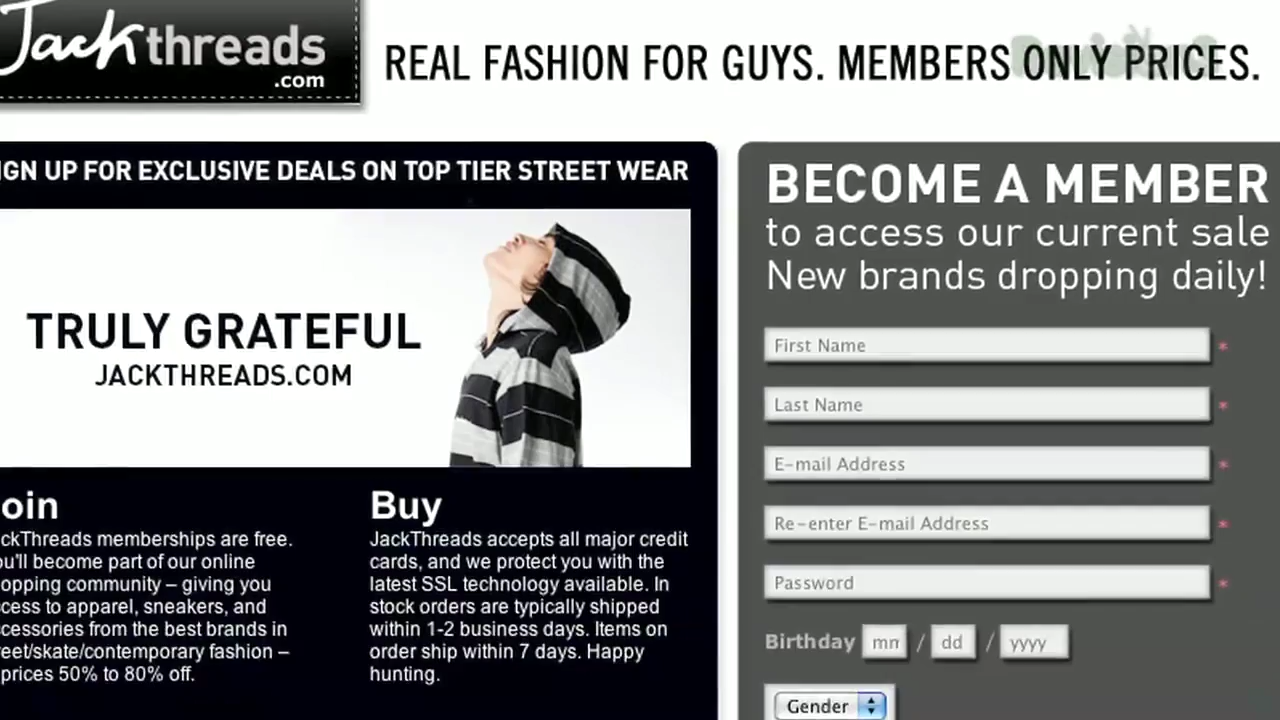 Jackthreads
.com
REAL FASHION FOR GUYS. MEMBERS ONLY PRICES.
IGN UP FOR EXCLUSIVE DEALS ON TOP TIER STREET WEAR
TRULY GRATEFUL
JACKTHREADS.COM
oin
ckThreads memberships are free.
ou'll become part of our online
opping community – giving you
cess to apparel, sneakers, and
cessories from the best brands in
reet/skate/contemporary fashion –
prices 50% to 80% off.
Buy
JackThreads accepts all major credit
cards, and we protect you with the
latest SSL technology available. In
stock orders are typically shipped
within 1-2 business days. Items on
order ship within 7 days. Happy
hunting.
BECOME A MEMBER
to access our current sale
New brands dropping daily!
First Name *
Last Name *
E-mail Address *
Re-enter E-mail Address *
Password *
Birthday mn / dd / yyyy
Gender